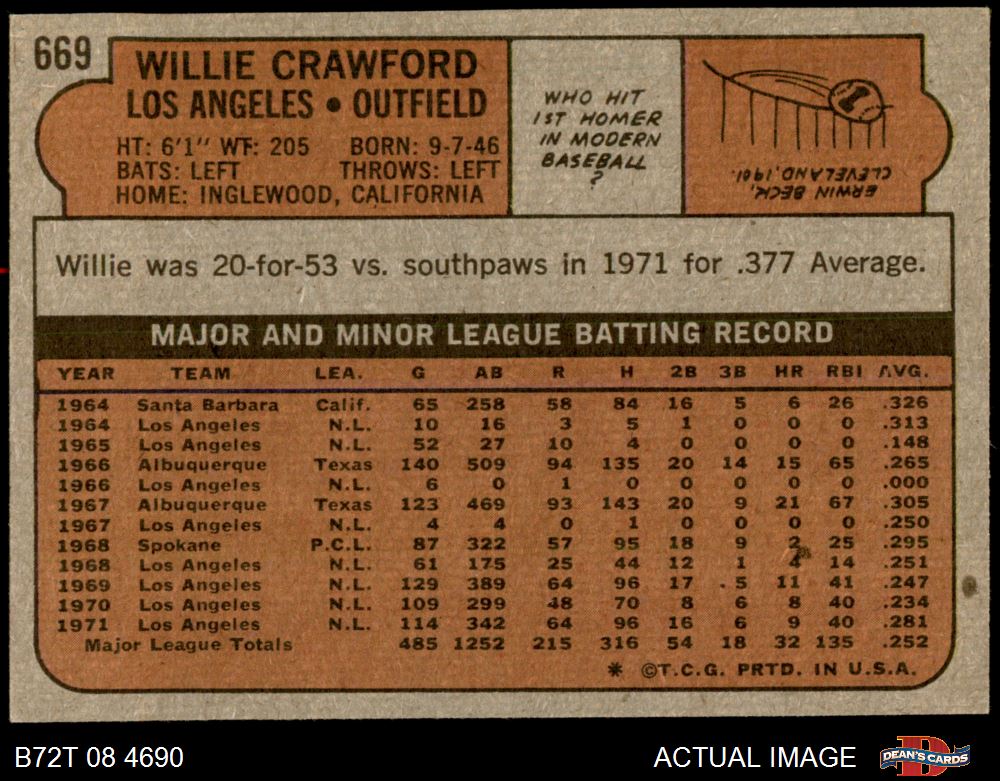 669
WILLIE CRAWFORD
LOS ANGELES • OUTFIELD
HT: 6'1" WT: 205 BORN: 9-7-46
BATS: LEFT THROWS: LEFT
HOME: INGLEWOOD, CALIFORNIA
WHO HIT
1ST HOMER
IN MODERN
BASEBALL
?
1
ERWIN BECK,
CLEVELAND, 1901.
Willie was 20-for-53 vs. southpaws in 1971 for .377 Average.
MAJOR AND MINOR LEAGUE BATTING RECORD
YEAR TEAM LEA. G AB R H 2B 3B HR RBI AVG.
1964 Santa Barbara Calif. 65 258 58 84 16 5 6 26 .326
1964 Los Angeles N.L. 10 16 3 5 1 0 0 0 .313
1965 Los Angeles N.L. 52 27 10 4 0 0 0 0 .148
1966 Albuquerque Texas 140 509 94 135 20 14 15 65 .265
1966 Los Angeles N.L. 6 0 1 0 0 0 0 0 .000
1967 Albuquerque Texas 123 469 93 143 20 9 21 67 .305
1967 Los Angeles N.L. 4 4 0 1 0 0 0 0 .250
1968 Spokane P.C.L. 87 322 57 95 18 9 2 25 .295
1968 Los Angeles N.L. 61 175 25 44 12 1 4 14 .251
1969 Los Angeles N.L. 129 389 64 96 17 5 11 41 .247
1970 Los Angeles N.L. 109 299 48 70 8 6 8 40 .234
1971 Los Angeles N.L. 114 342 64 96 16 6 9 40 .281
Major League Totals 485 1252 215 316 54 18 32 135 .252
* ©T.C.G. PRTD. IN U.S.A.
B72T 08 4690 ACTUAL IMAGE DEAN'S CARDS